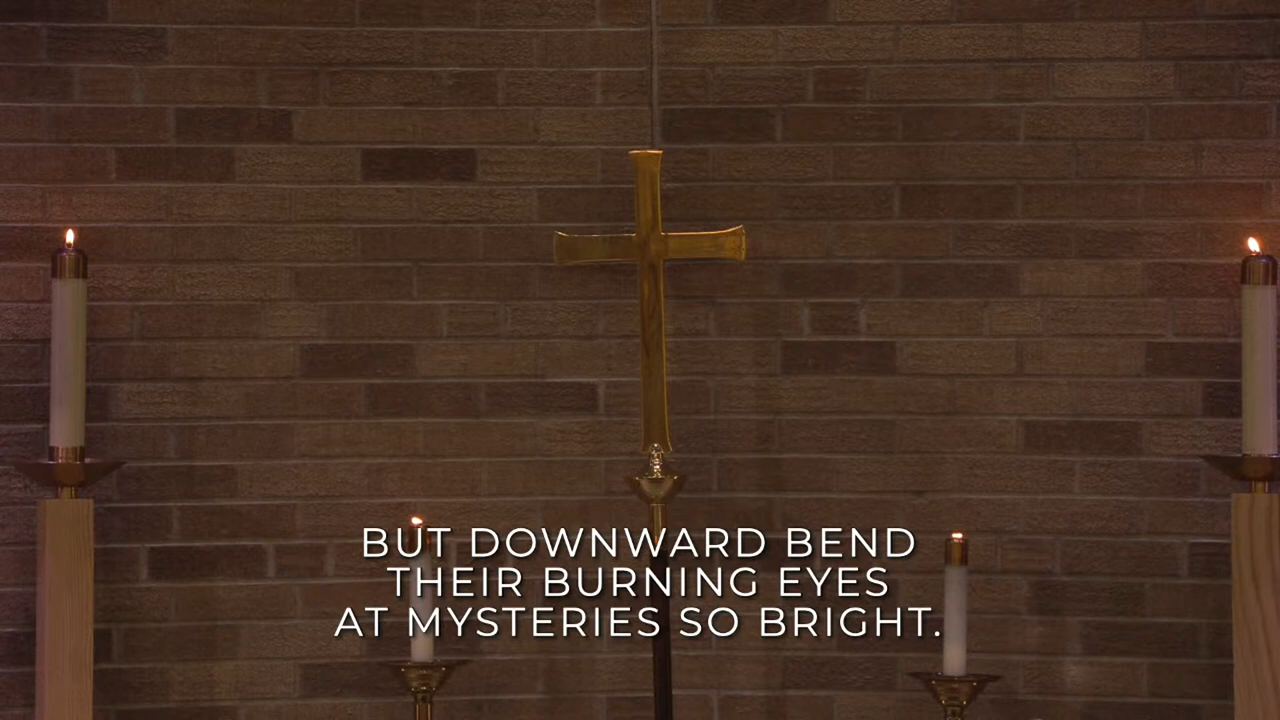 BUT DOWNWARD BEND
THEIR BURNING EYES
AT MYSTERIES SO BRIGHT.